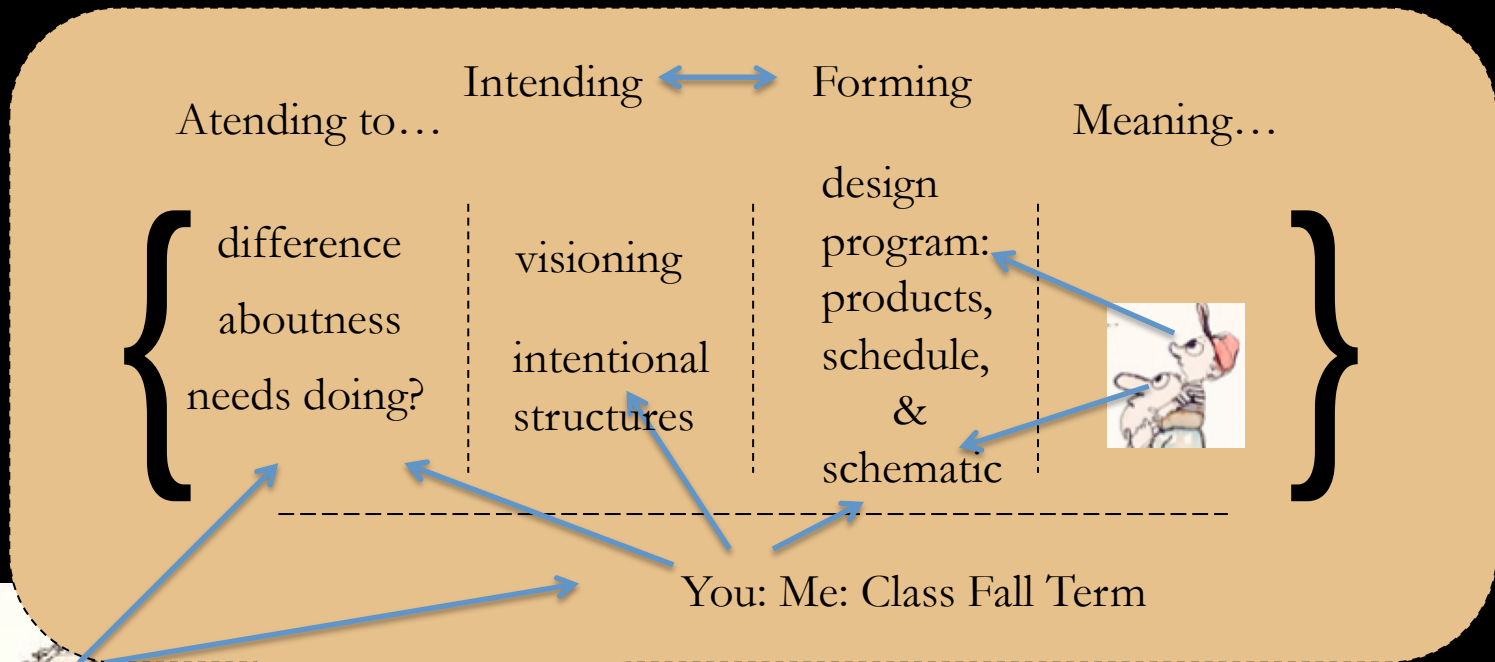 Intending Forming
Atending to… Meaning…
difference
aboutness
needs doing?
visioning
intentional
structures
design
program:
products,
schedule,
&
schematic
You: Me: Class Fall Term